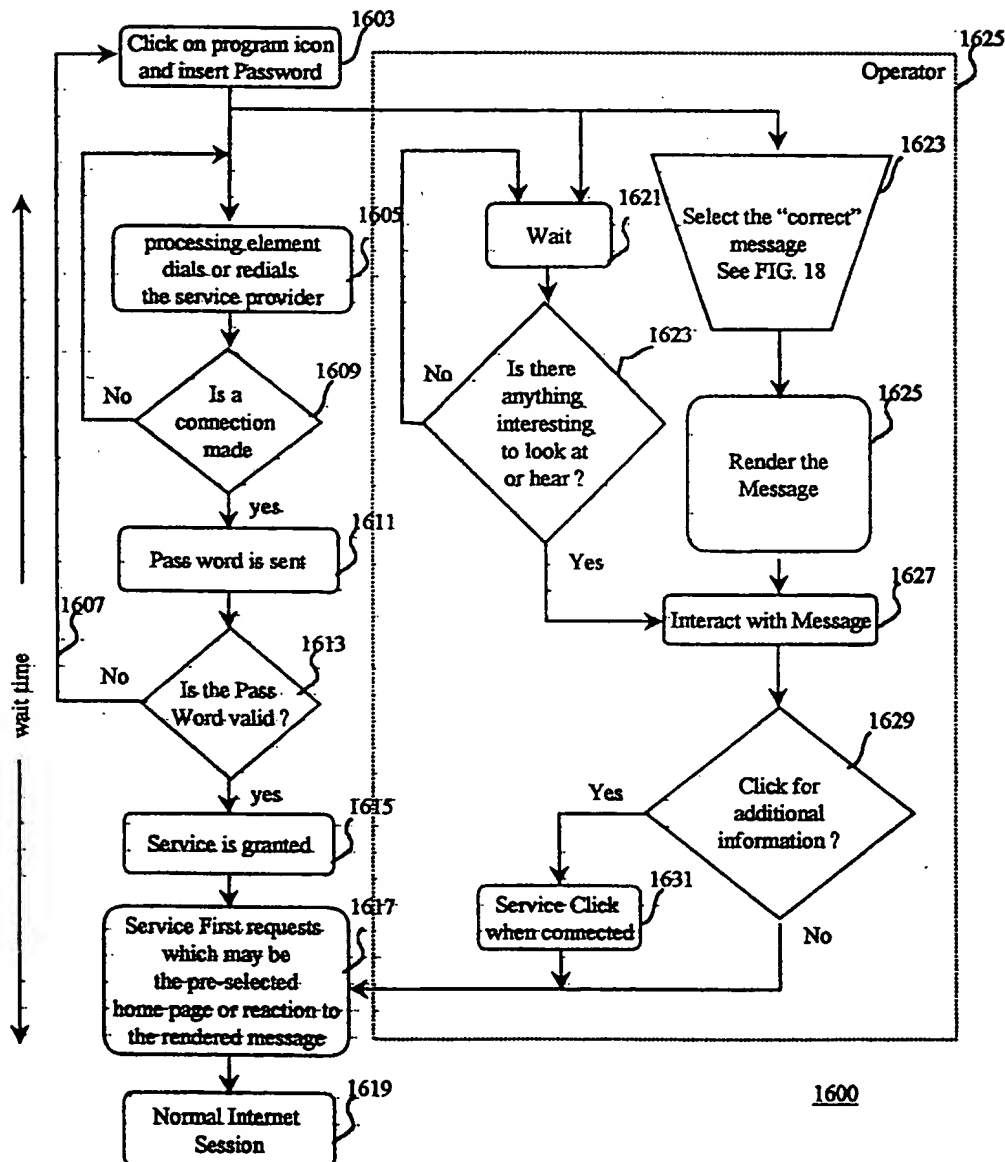 1603
Click on program icon
and insert Password
1625
Operator
1623
Select the “correct”
message
See FIG. 18
1621
Wait
1605
processing element
dials or redials
the service provider
1609
No
Is a
connection
made
yes
1623
No
Is there
anything
interesting
to look at
or hear ?
Yes
1625
Render the
Message
1611
Pass word is sent
1627
Interact with Message
1607
wait time
No
1613
Is the Pass
Word valid ?
yes
1629
Yes
Click for
additional
information ?
No
1615
Service is granted
1631
Service Click
when connected
1617
Service First requests
which may be
the pre-selected
home page or reaction to
the rendered message
1619
Normal Internet
Session
1600